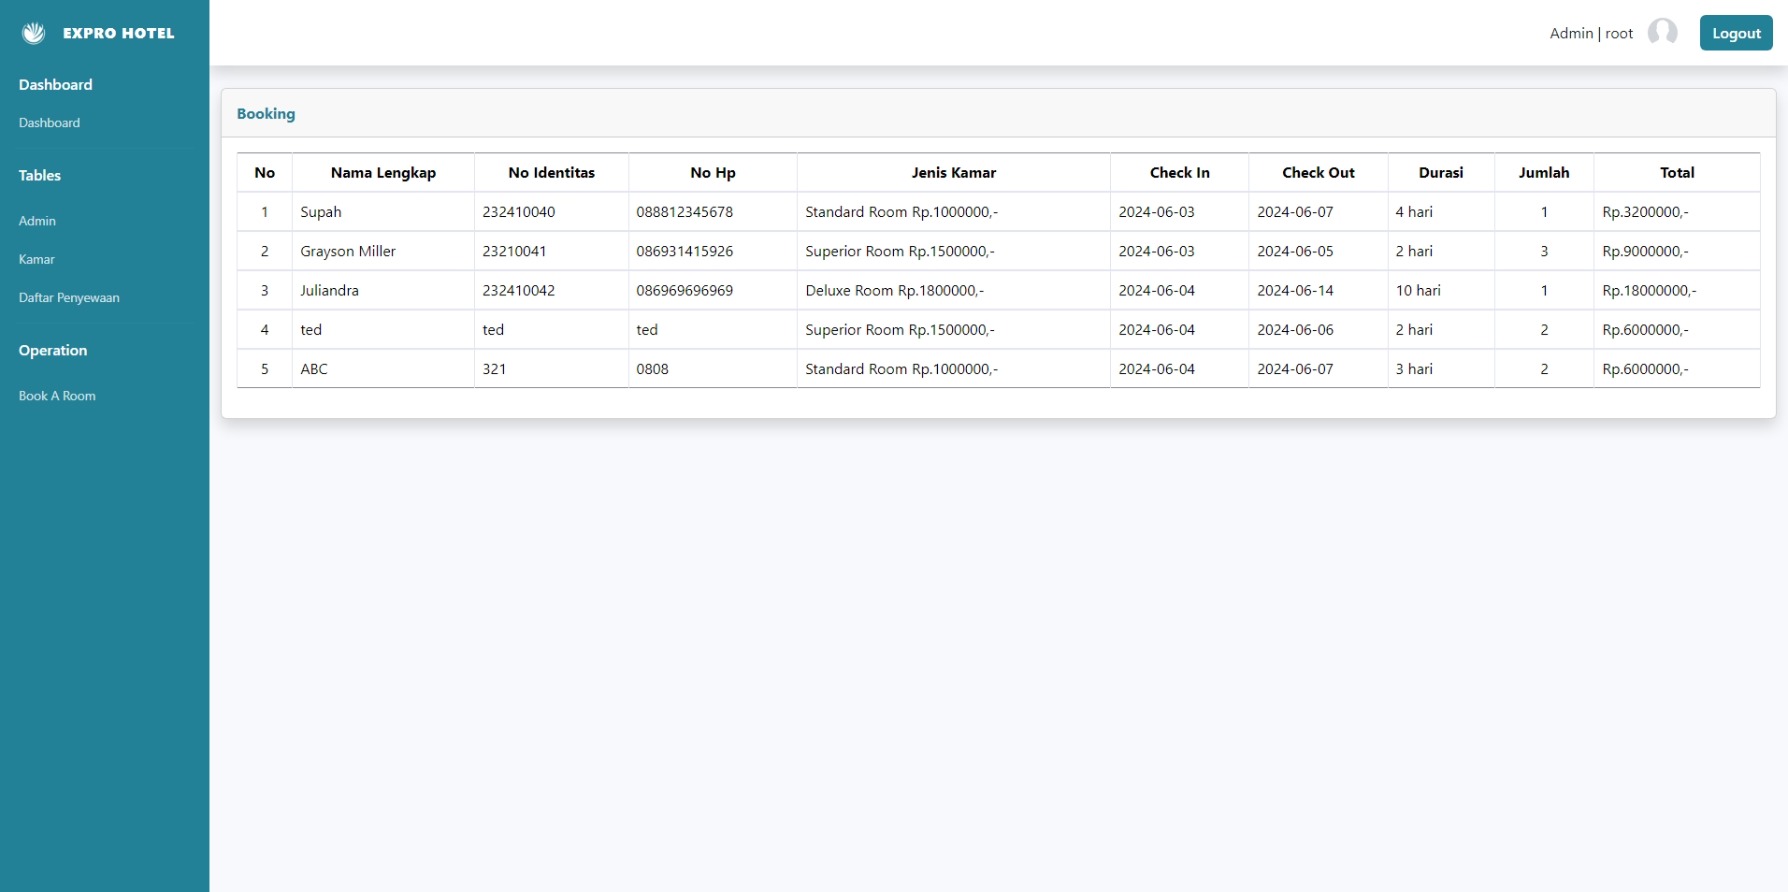 EXPRO HOTEL
Admin | root
Logout
Dashboard
Dashboard
Tables
Admin
Kamar
Daftar Penyewaan
Operation
Book A Room
Booking
No Nama Lengkap No Identitas No Hp Jenis Kamar Check In Check Out Durasi Jumlah Total
1 Supah 232410040 088812345678 Standard Room Rp.1000000,- 2024-06-03 2024-06-07 4 hari 1 Rp.3200000,-
2 Grayson Miller 23210041 086931415926 Superior Room Rp.1500000,- 2024-06-03 2024-06-05 2 hari 3 Rp.9000000,-
3 Juliandra 232410042 086969696969 Deluxe Room Rp.1800000,- 2024-06-04 2024-06-14 10 hari 1 Rp.18000000,-
4 ted ted ted Superior Room Rp.1500000,- 2024-06-04 2024-06-06 2 hari 2 Rp.6000000,-
5 ABC 321 0808 Standard Room Rp.1000000,- 2024-06-04 2024-06-07 3 hari 2 Rp.6000000,-